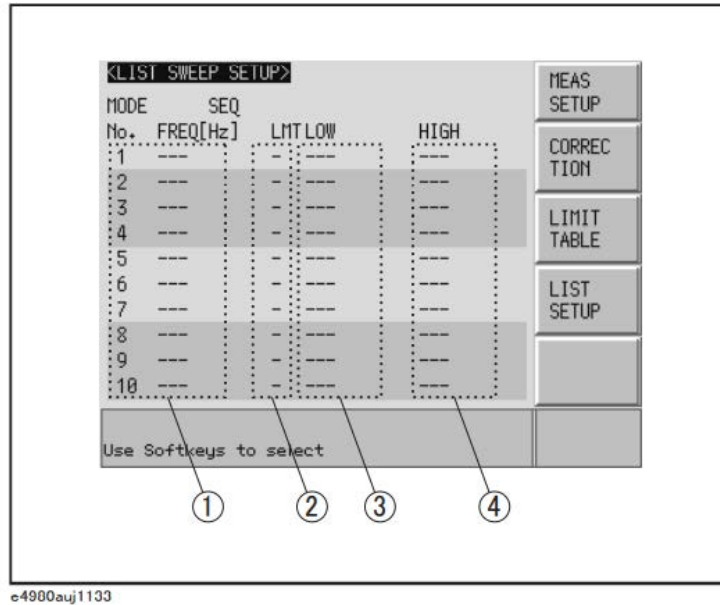 <LIST SWEEP SETUP>
MODE SEQ
No. FREQ[Hz] LMT LOW HIGH
1 --- - --- ---
2 --- - --- ---
3 --- - --- ---
4 --- - --- ---
5 --- - --- ---
6 --- - --- ---
7 --- - --- ---
8 --- - --- ---
9 --- - --- ---
10 --- - --- ---
Use Softkeys to select
MEAS
SETUP
CORREC
TION
LIMIT
TABLE
LIST
SETUP
① ② ③ ④
e4980auj1133